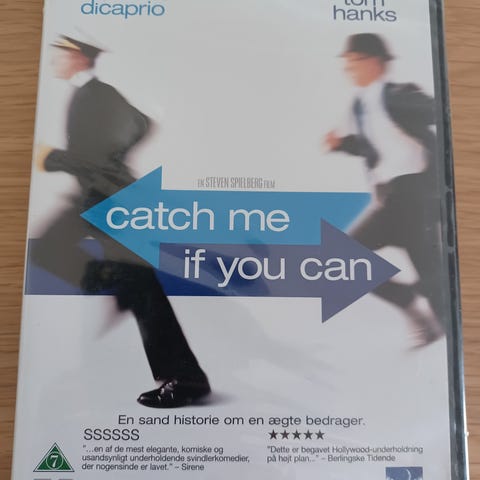 dicaprio
tom hanks
EN STEVEN SPIELBERG FILM
catch me
if you can
En sand historie om en ægte bedrager.
SSSSSS
"...en af de mest elegante, komiske og
usandsynligt underholdende svindlerkomedier,
der nogensinde er lavet." – Sirene
★★★★★
"Dette er begavet Hollywood-underholdning
på højt plan..." – Berlingske Tidende
7